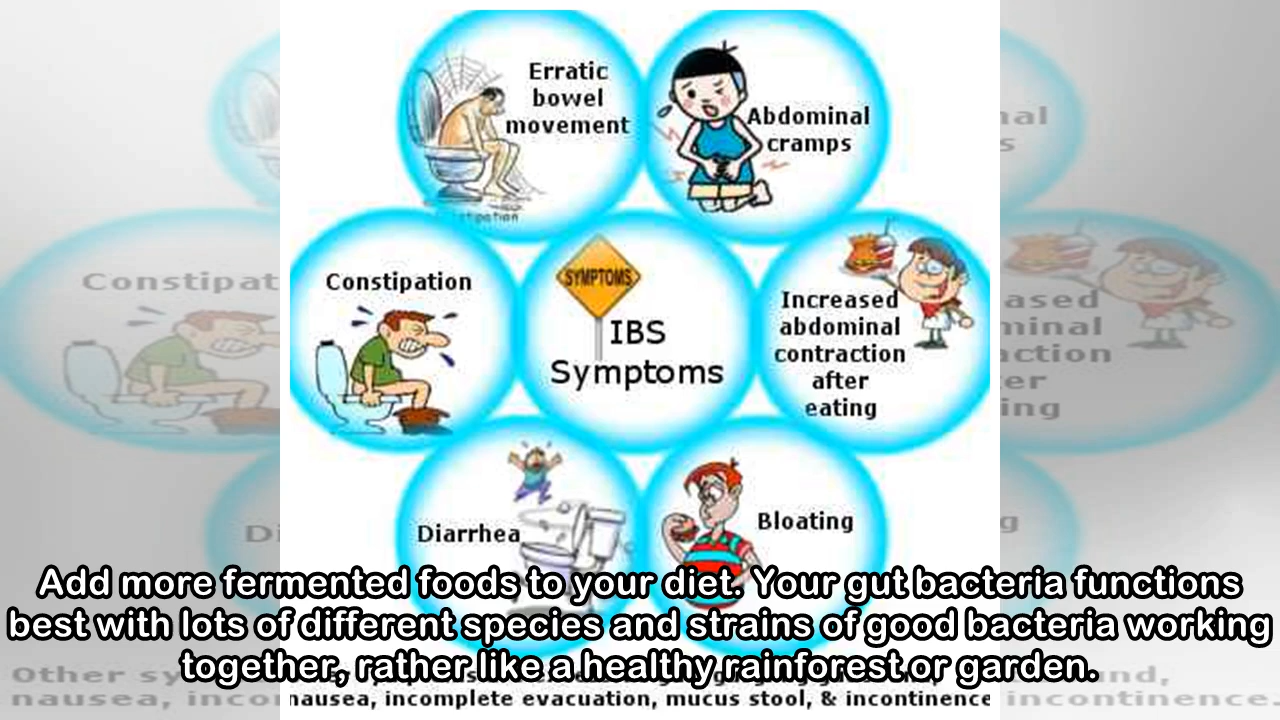 Erratic
bowel
movement
Abdominal
cramps
Constipation
SYMPTOMS
IBS
Symptoms
Increased
abdominal
contraction
after
eating
Diarrhea
Bloating
Add more fermented foods to your diet. Your gut bacteria functions
best with lots of different species and strains of good bacteria working
together, rather like a healthy rainforest or garden.
nausea, incomplete evacuation, mucus stool, & incontinence